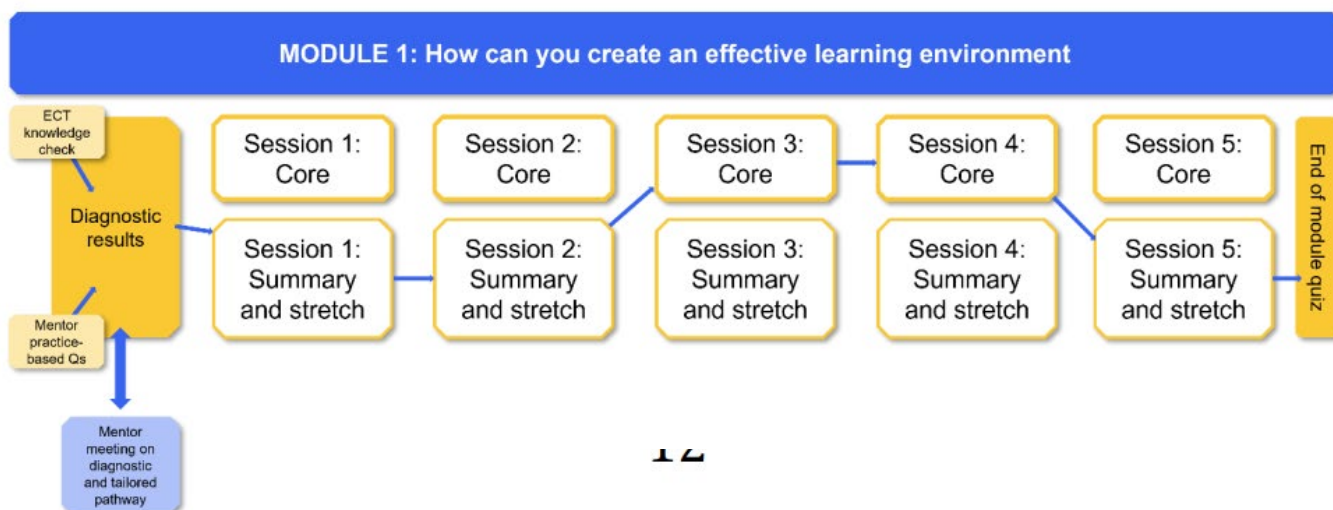 MODULE 1: How can you create an effective learning environment
ECT
knowledge
check
Diagnostic
results
Mentor
practice-
based Qs
Mentor
meeting on
diagnostic
and tailored
pathway
Session 1:
Core
Session 1:
Summary
and stretch
Session 2:
Core
Session 2:
Summary
and stretch
Session 3:
Core
Session 3:
Summary
and stretch
Session 4:
Core
Session 4:
Summary
and stretch
Session 5:
Core
Session 5:
Summary
and stretch
End of module quiz